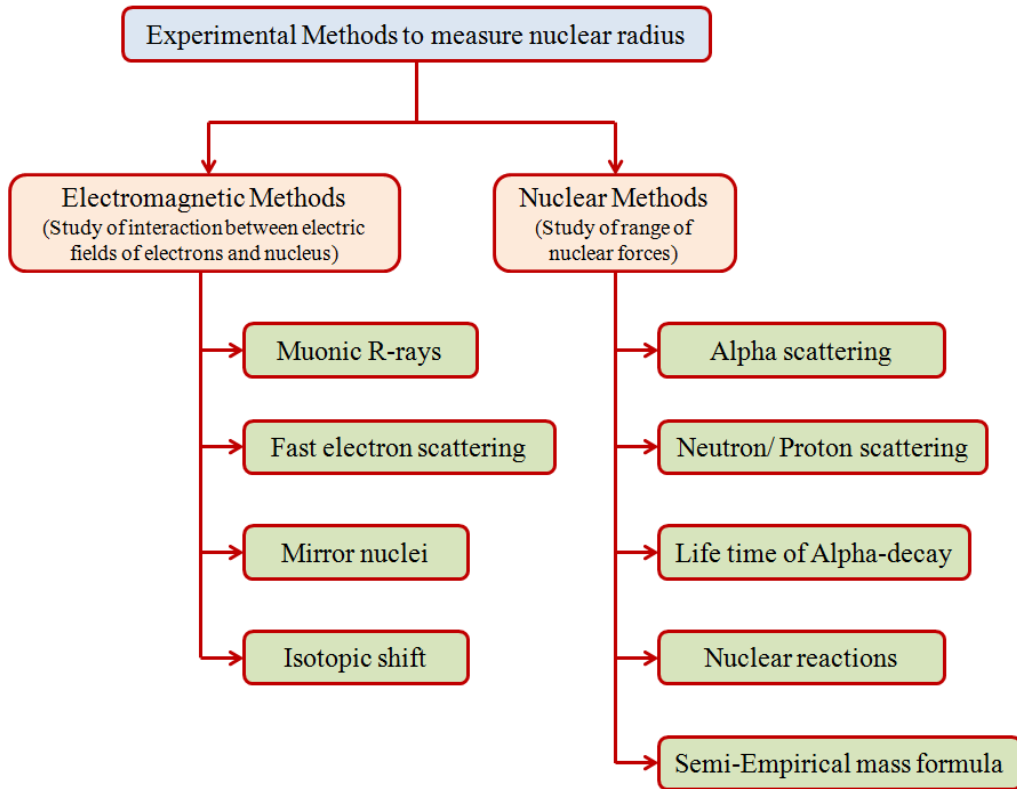 Experimental Methods to measure nuclear radius
Electromagnetic Methods
(Study of interaction between electric
fields of electrons and nucleus)
Muonic R-rays
Fast electron scattering
Mirror nuclei
Isotopic shift
Nuclear Methods
(Study of range of
nuclear forces)
Alpha scattering
Neutron/ Proton scattering
Life time of Alpha-decay
Nuclear reactions
Semi-Empirical mass formula